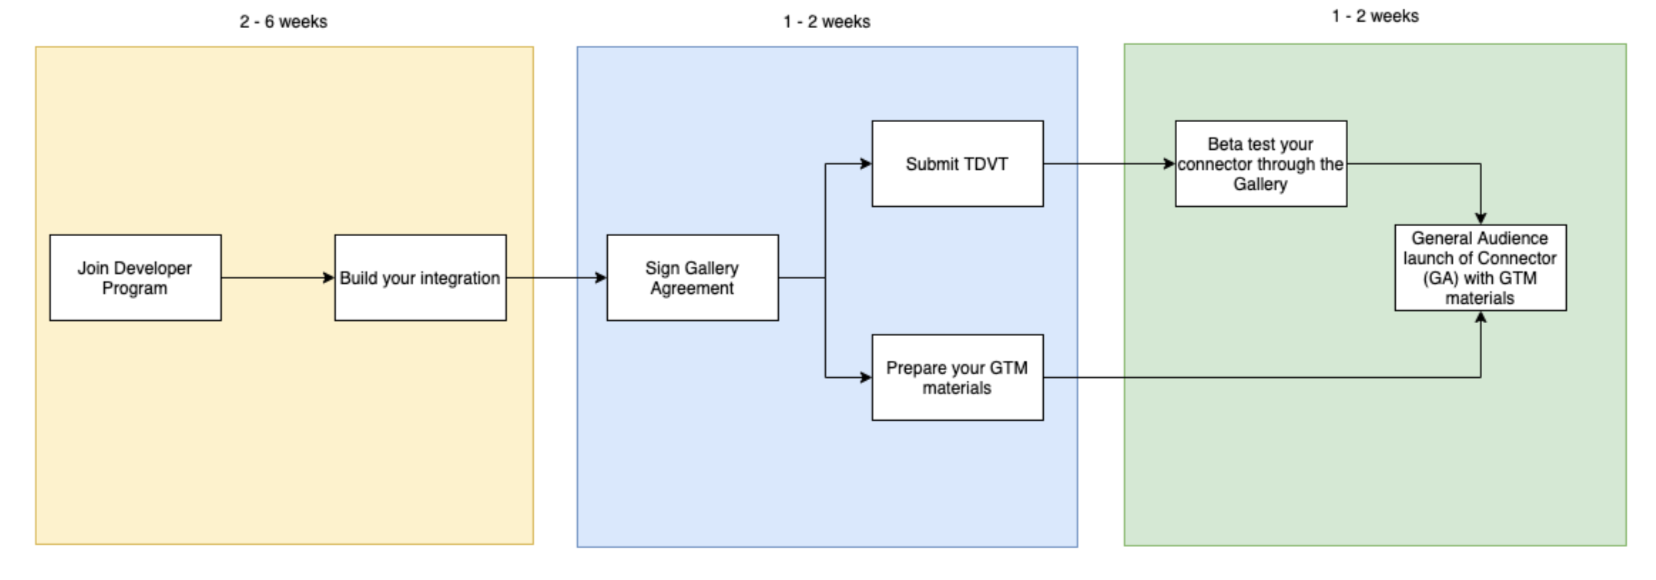 2 - 6 weeks
1 - 2 weeks
1 - 2 weeks
Join Developer
Program
Build your integration
Sign Gallery
Agreement
Submit TDVT
Prepare your GTM
materials
Beta test your
connector through the
Gallery
General Audience
launch of Connector
(GA) with GTM
materials